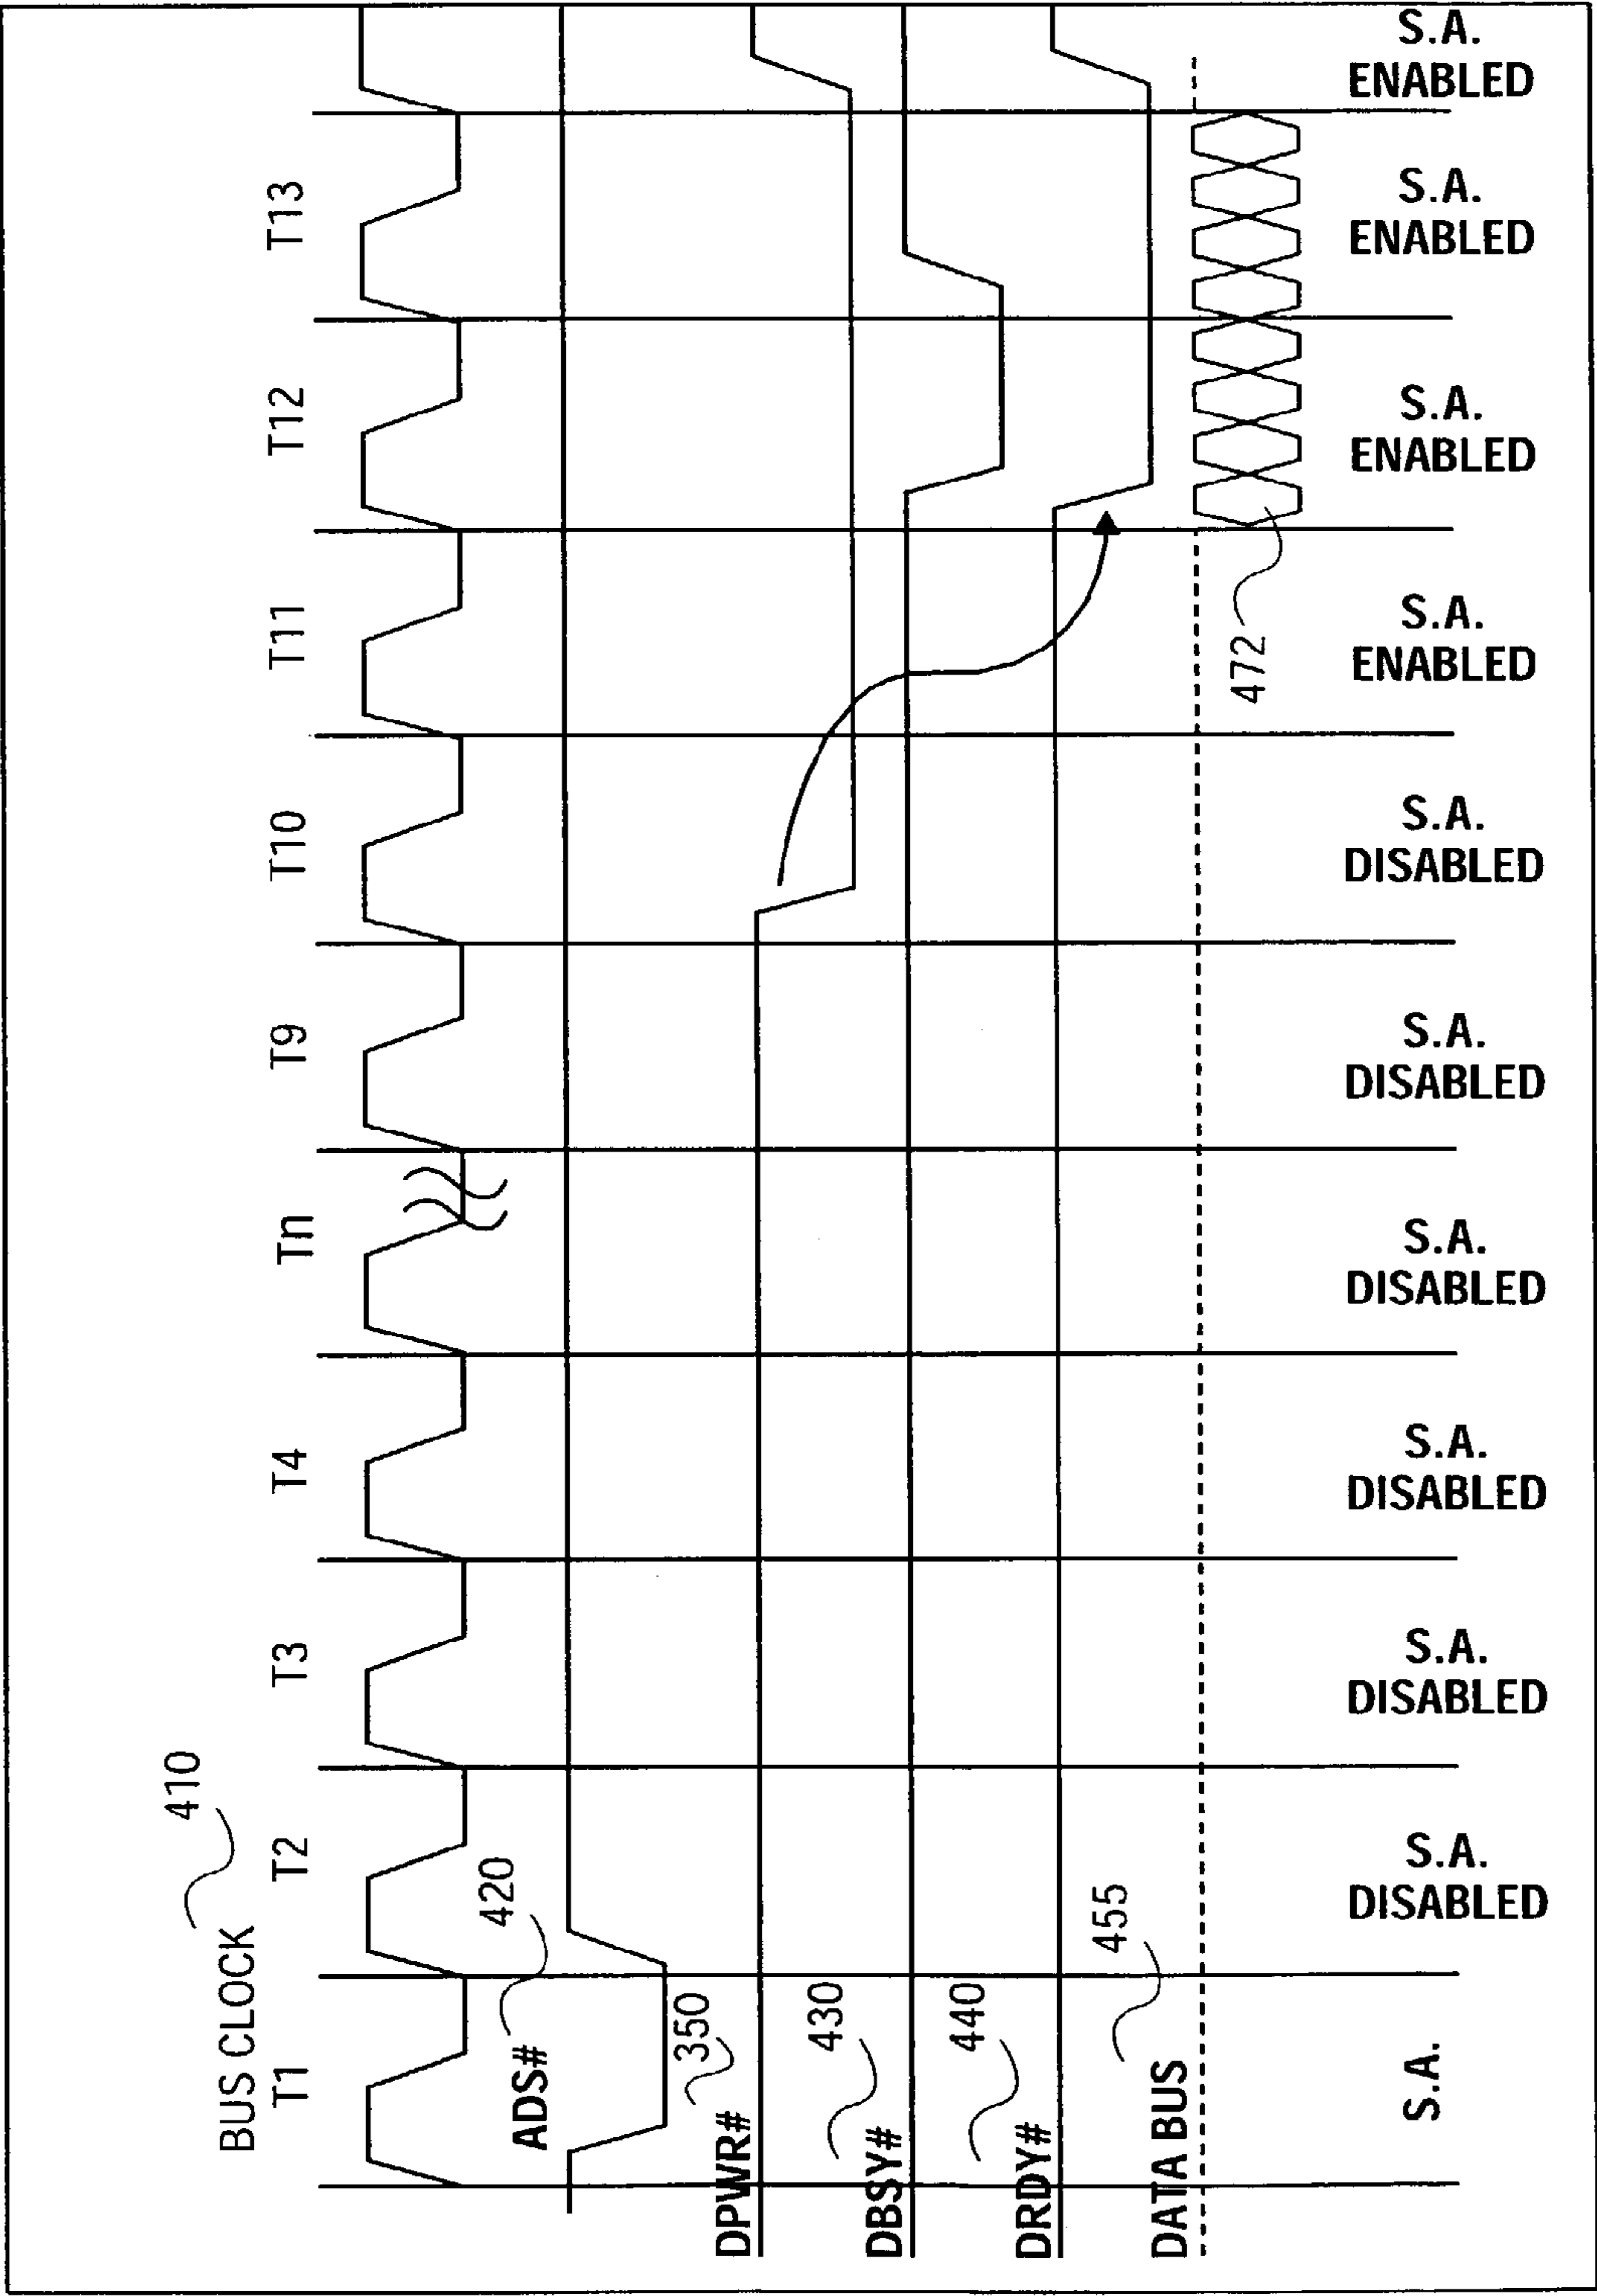 BUS CLOCK
410
T1
T2
T3
T4
Tn
T9
T10
T11
T12
T13
ADS#
420
DPWR#
350
DBSY#
430
DRDY#
440
DATA BUS
455
472
S.A.
S.A.
DISABLED
S.A.
DISABLED
S.A.
DISABLED
S.A.
DISABLED
S.A.
DISABLED
S.A.
DISABLED
S.A.
ENABLED
S.A.
ENABLED
S.A.
ENABLED
S.A.
ENABLED